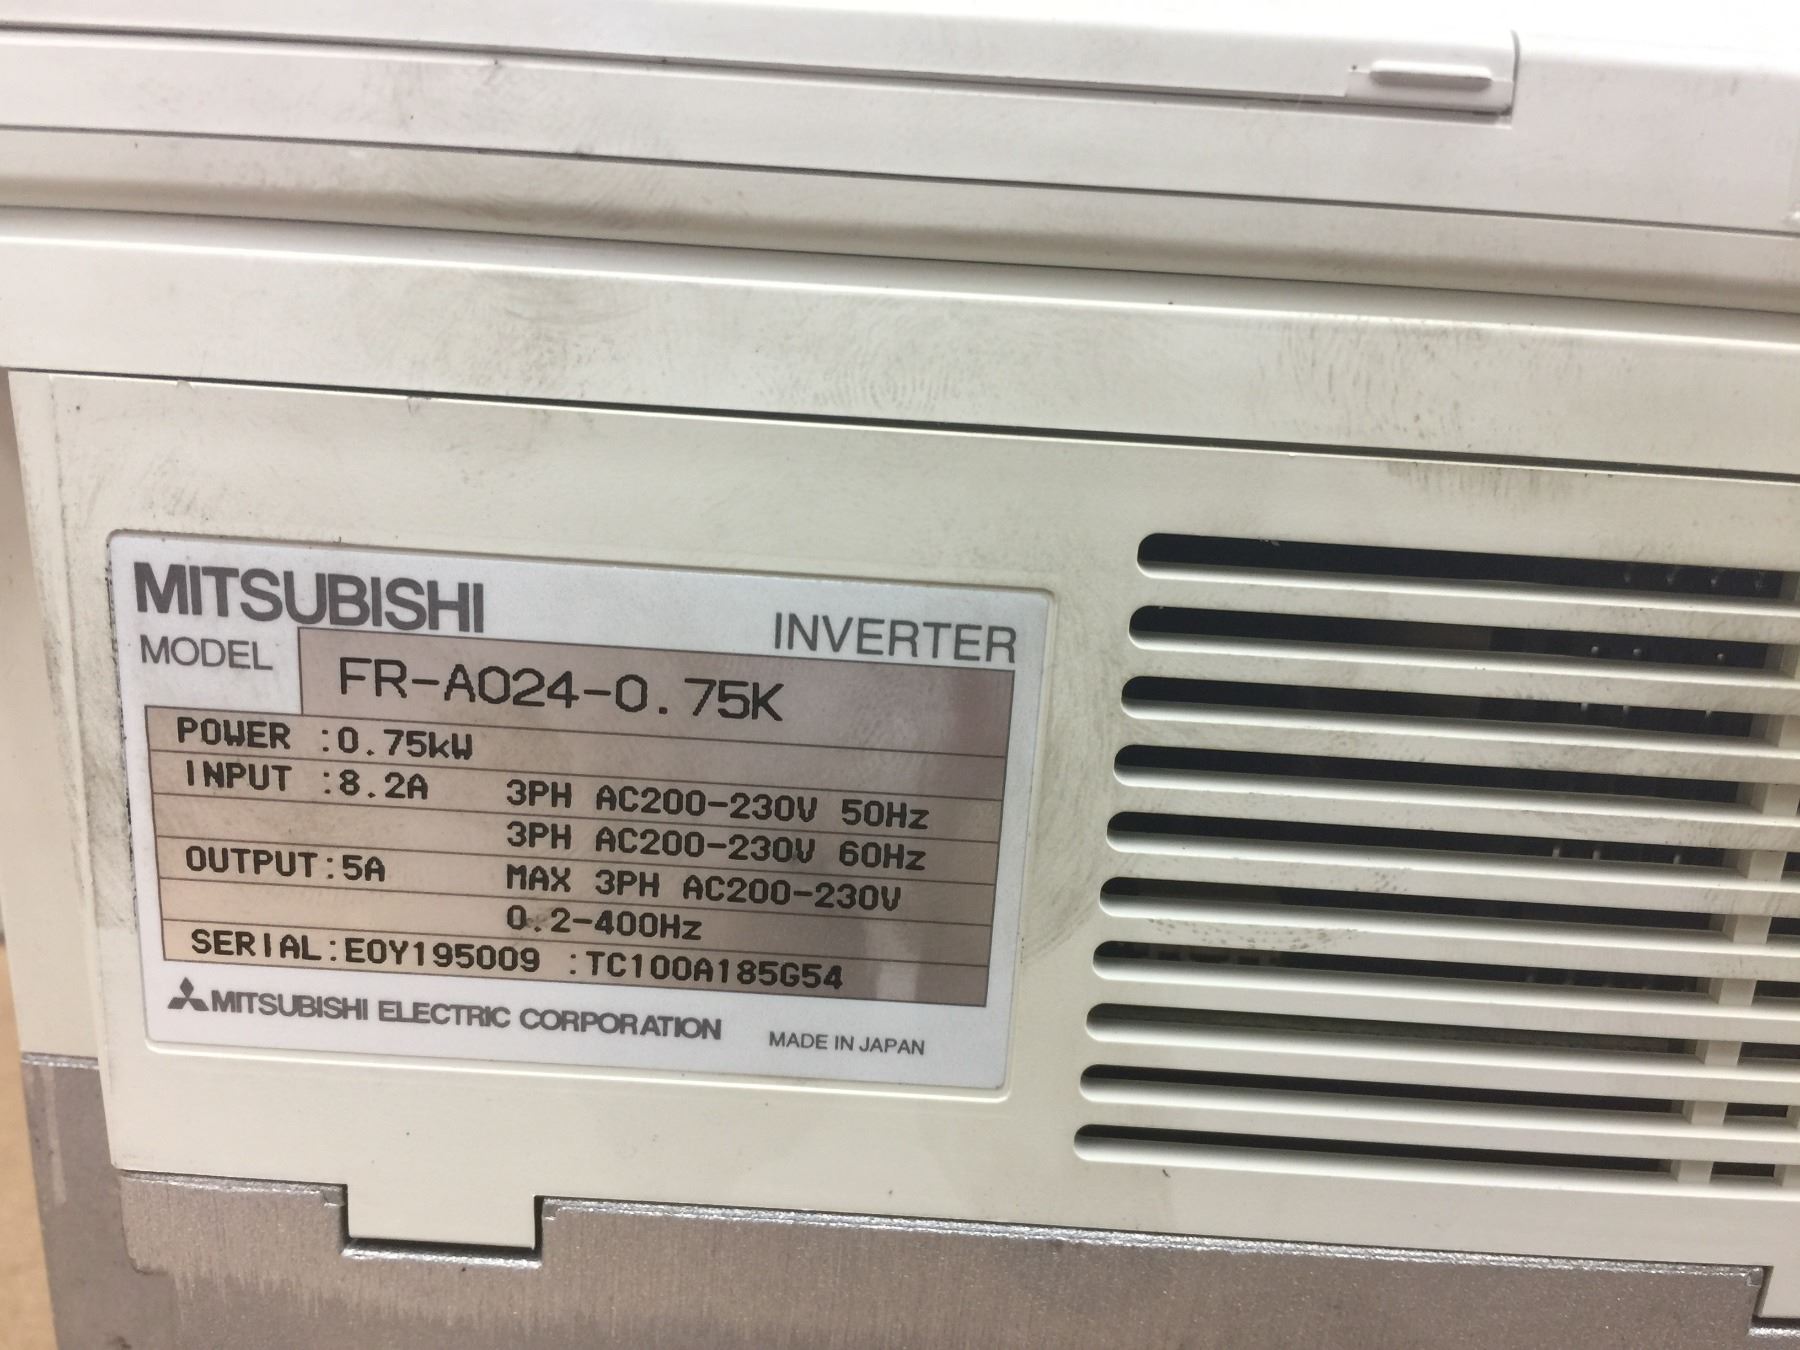 MITSUBISHI
INVERTER
MODEL FR-A024-0.75K
POWER :0.75kW
INPUT :8.2A 3PH AC200-230V 50Hz
3PH AC200-230V 60Hz
OUTPUT:5A MAX 3PH AC200-230V
0.2-400Hz
SERIAL:E0Y195009 :TC100A185G54
MITSUBISHI ELECTRIC CORPORATION MADE IN JAPAN